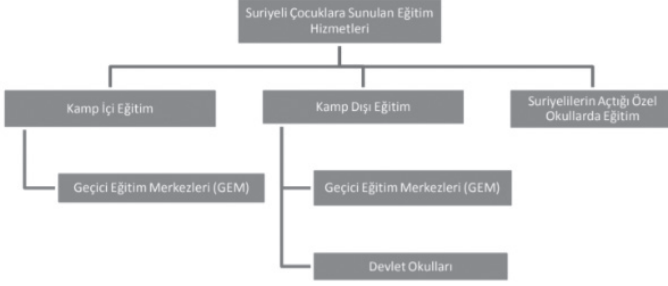 Suriyeli Çocuklara Sunulan Eğitim
Hizmetleri
Kamp İçi Eğitim
Kamp Dışı Eğitim
Suriyelilerin Açtığı Özel
Okullarda Eğitim
Geçici Eğitim Merkezleri (GEM)
Geçici Eğitim Merkezleri (GEM)
Devlet Okulları